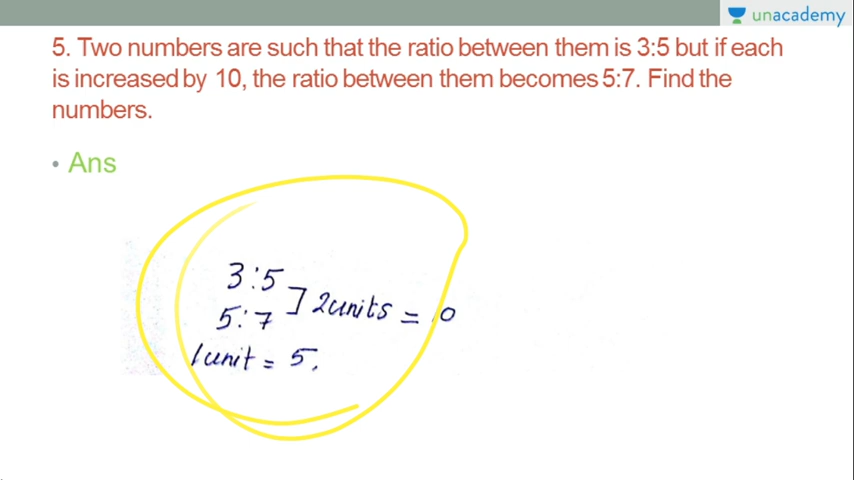 unacademy
5. Two numbers are such that the ratio between them is 3:5 but if each
is increased by 10, the ratio between them becomes 5:7. Find the
numbers.
• Ans
3:5
5:7 ] 2units = 10
1unit = 5.